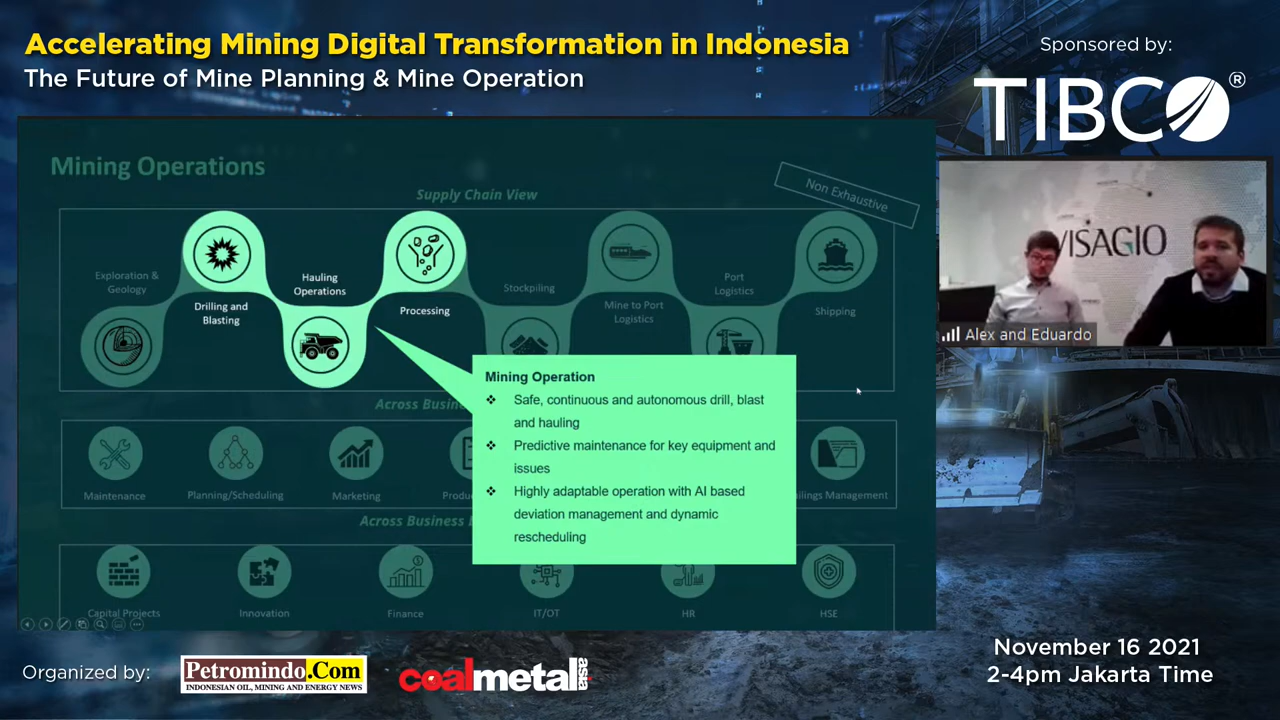 Accelerating Mining Digital Transformation in Indonesia
The Future of Mine Planning & Mine Operation
Sponsored by:
TIBCO®
Mining Operations
Supply Chain View
Non Exhaustive
Exploration &
Geology
Drilling and
Blasting
Hauling
Operations
Processing
Stockpiling
Mine to Port
Logistics
Port
Logistics
Shipping
VISAGIO
Alex and Eduardo
Mining Operation
❖ Safe, continuous and autonomous drill, blast
and hauling
❖ Predictive maintenance for key equipment and
issues
❖ Highly adaptable operation with AI based
deviation management and dynamic
rescheduling
Across Busine
Maintenance
Planning/Scheduling
Marketing
Produc
ilings Management
Across Business
Capital Projects
Innovation
Finance
IT/OT
HR
HSE
Organized by:
Petromindo.Com
INDONESIAN OIL, MINING AND ENERGY NEWS
coalmetal asia
November 16 2021
2-4pm Jakarta Time